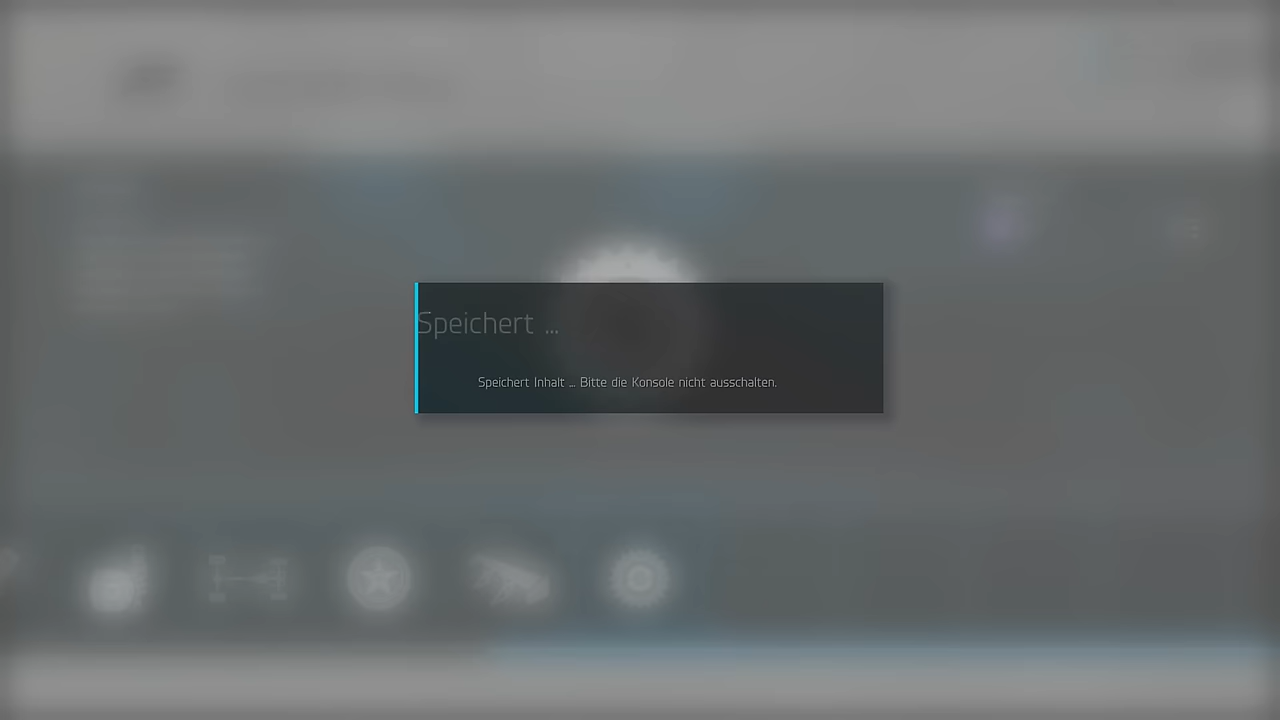 Speichert ...
Speichert Inhalt ... Bitte die Konsole nicht ausschalten.